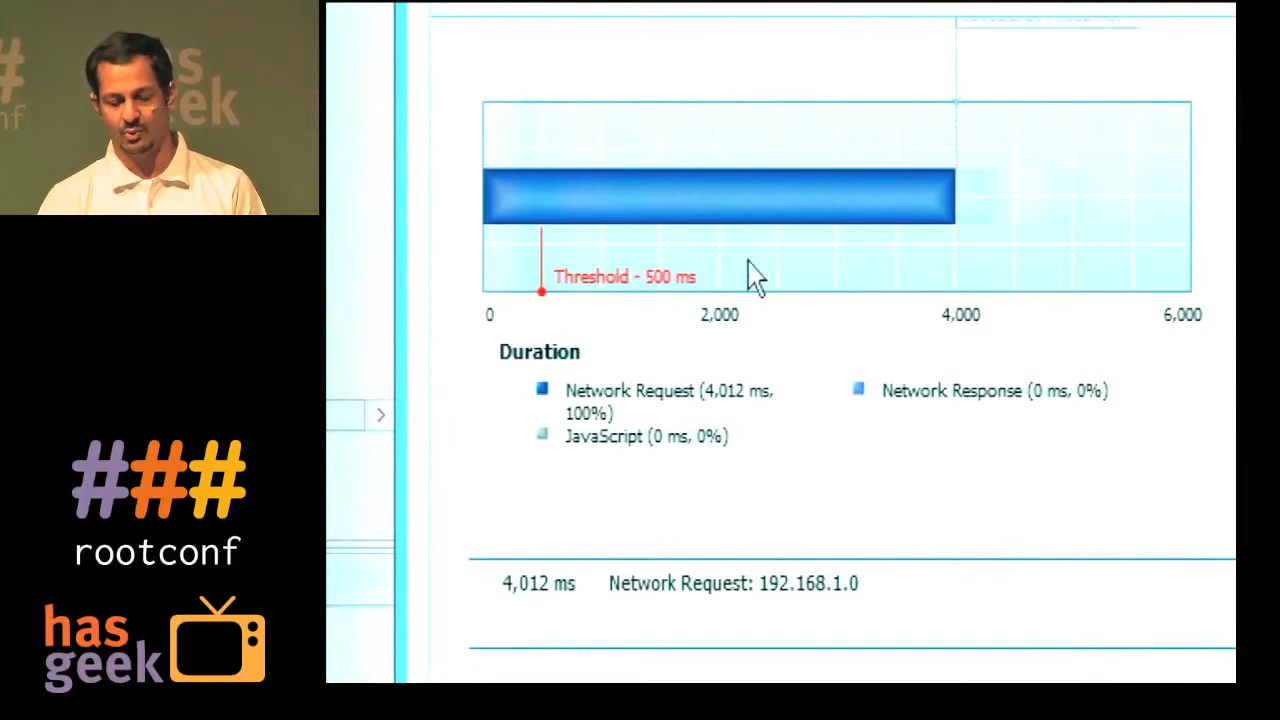 as
eek
Threshold - 500 ms
0 2,000 4,000 6,000
Duration
Network Request (4,012 ms, 100%)
Network Response (0 ms, 0%)
JavaScript (0 ms, 0%)
4,012 ms Network Request: 192.168.1.0
###
rootconf
has
geek